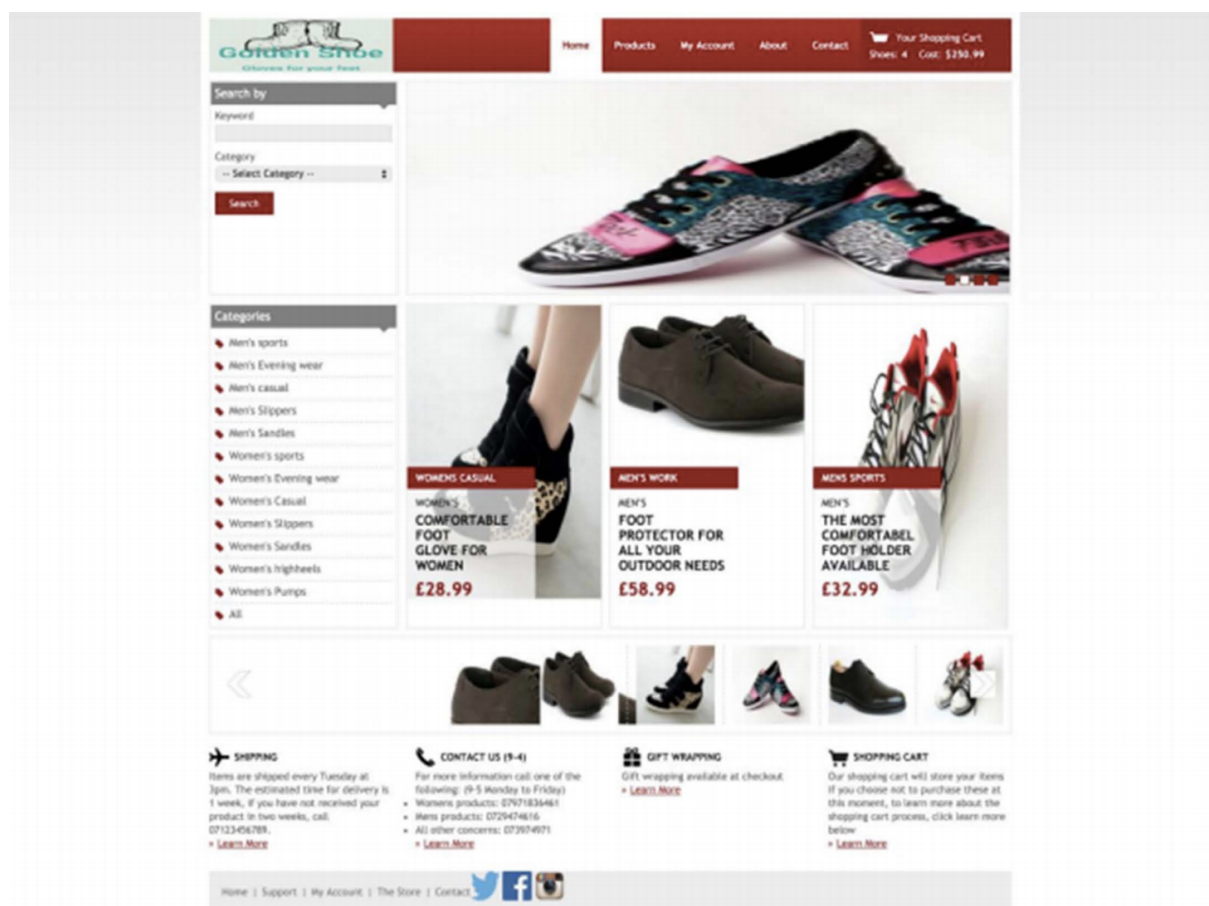 Golden Shoe
Gloves for your feet
Home
Products
My Account
About
Contact
Your Shopping Cart
Shoes: 4 Cost: $250.99
Search by
Keyword
Category
-- Select Category --
Search
Categories
Men's sports
Men's Evening wear
Men's casual
Men's Slippers
Men's Sandles
Women's sports
Women's Evening wear
Women's Casual
Women's Slippers
Women's Sandles
Women's highheels
Women's Pumps
All
WOMENS CASUAL
WOMEN'S
COMFORTABLE
FOOT
GLOVE FOR
WOMEN
£28.99
MEN'S WORK
MEN'S
FOOT
PROTECTOR FOR
ALL YOUR
OUTDOOR NEEDS
£58.99
MENS SPORTS
MEN'S
THE MOST
COMFORTABEL
FOOT HOLDER
AVAILABLE
£32.99
SHIPPING
Items are shipped every Tuesday at
3pm. The estimated time for delivery is
1 week, if you have not received your
product in two weeks, call
07123456789.
» Learn More
CONTACT US (9-4)
For more information call one of the
following: (9-5 Monday to Friday)
Womens products: 07971836461
Mens products: 0729474616
All other concerns: 073974971
» Learn More
GIFT WRAPPING
Gift wrapping available at checkout
» Learn More
SHOPPING CART
Our shopping cart will store your items
if you choose not to purchase these at
this moment, to learn more about the
shopping cart process, click learn more
below
» Learn More
Home | Support | My Account | The Store | Contact